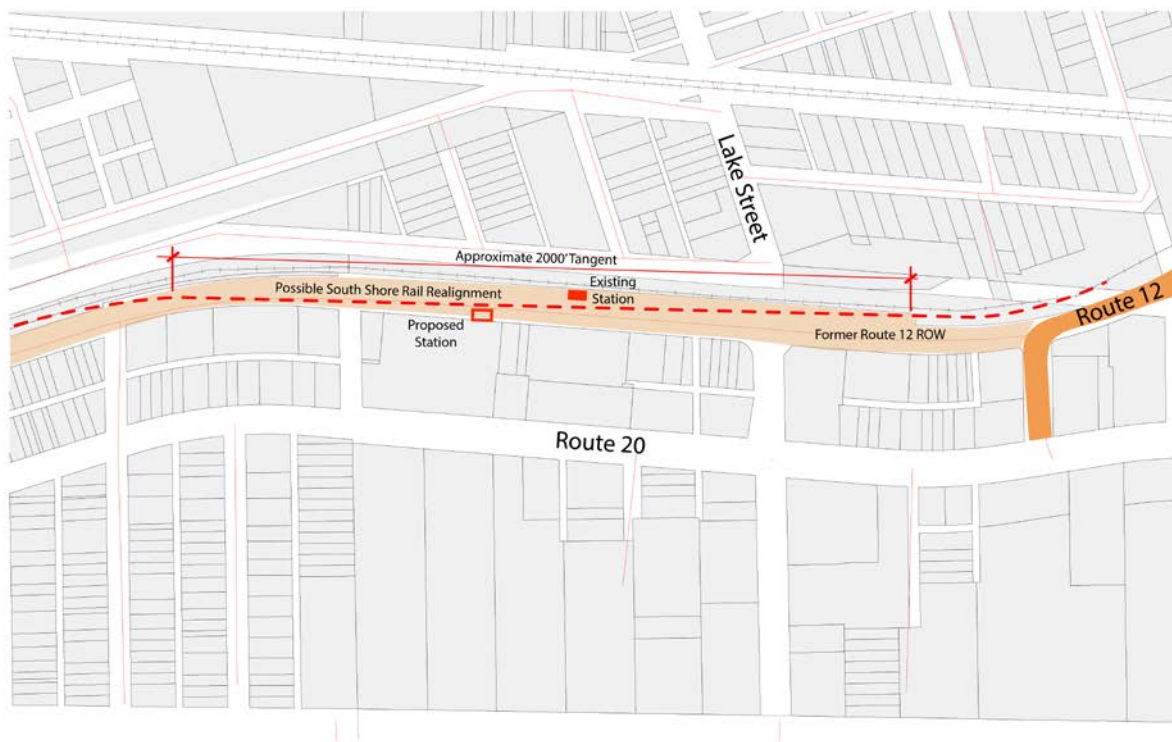 Lake Street
Approximate 2000' Tangent
Existing
Station
Possible South Shore Rail Realignment
Route 12
Proposed
Station
Former Route 12 ROW
Route 20